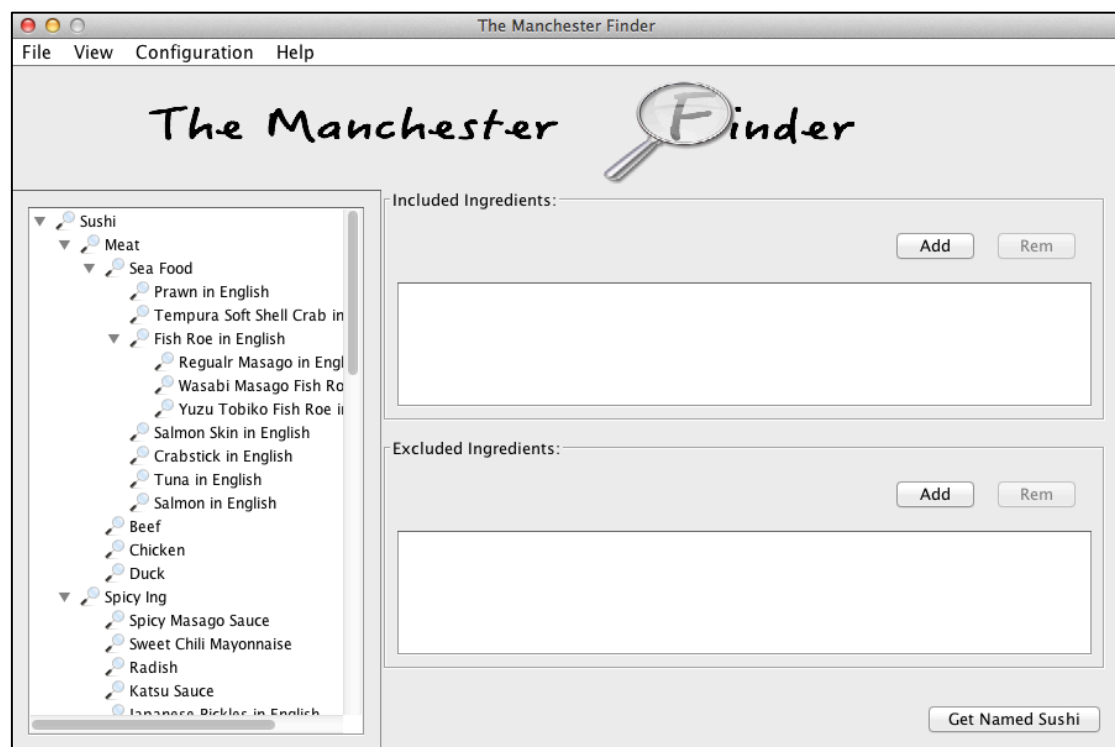 The Manchester Finder
File View Configuration Help
The Manchester Finder
Sushi
Meat
Sea Food
Prawn in English
Tempura Soft Shell Crab in
Fish Roe in English
Regualr Masago in Engl
Wasabi Masago Fish Ro
Yuzu Tobiko Fish Roe i
Salmon Skin in English
Crabstick in English
Tuna in English
Salmon in English
Beef
Chicken
Duck
Spicy Ing
Spicy Masago Sauce
Sweet Chili Mayonnaise
Radish
Katsu Sauce
Japanese Pickles in English
Included Ingredients:
Add Rem
Excluded Ingredients:
Add Rem
Get Named Sushi